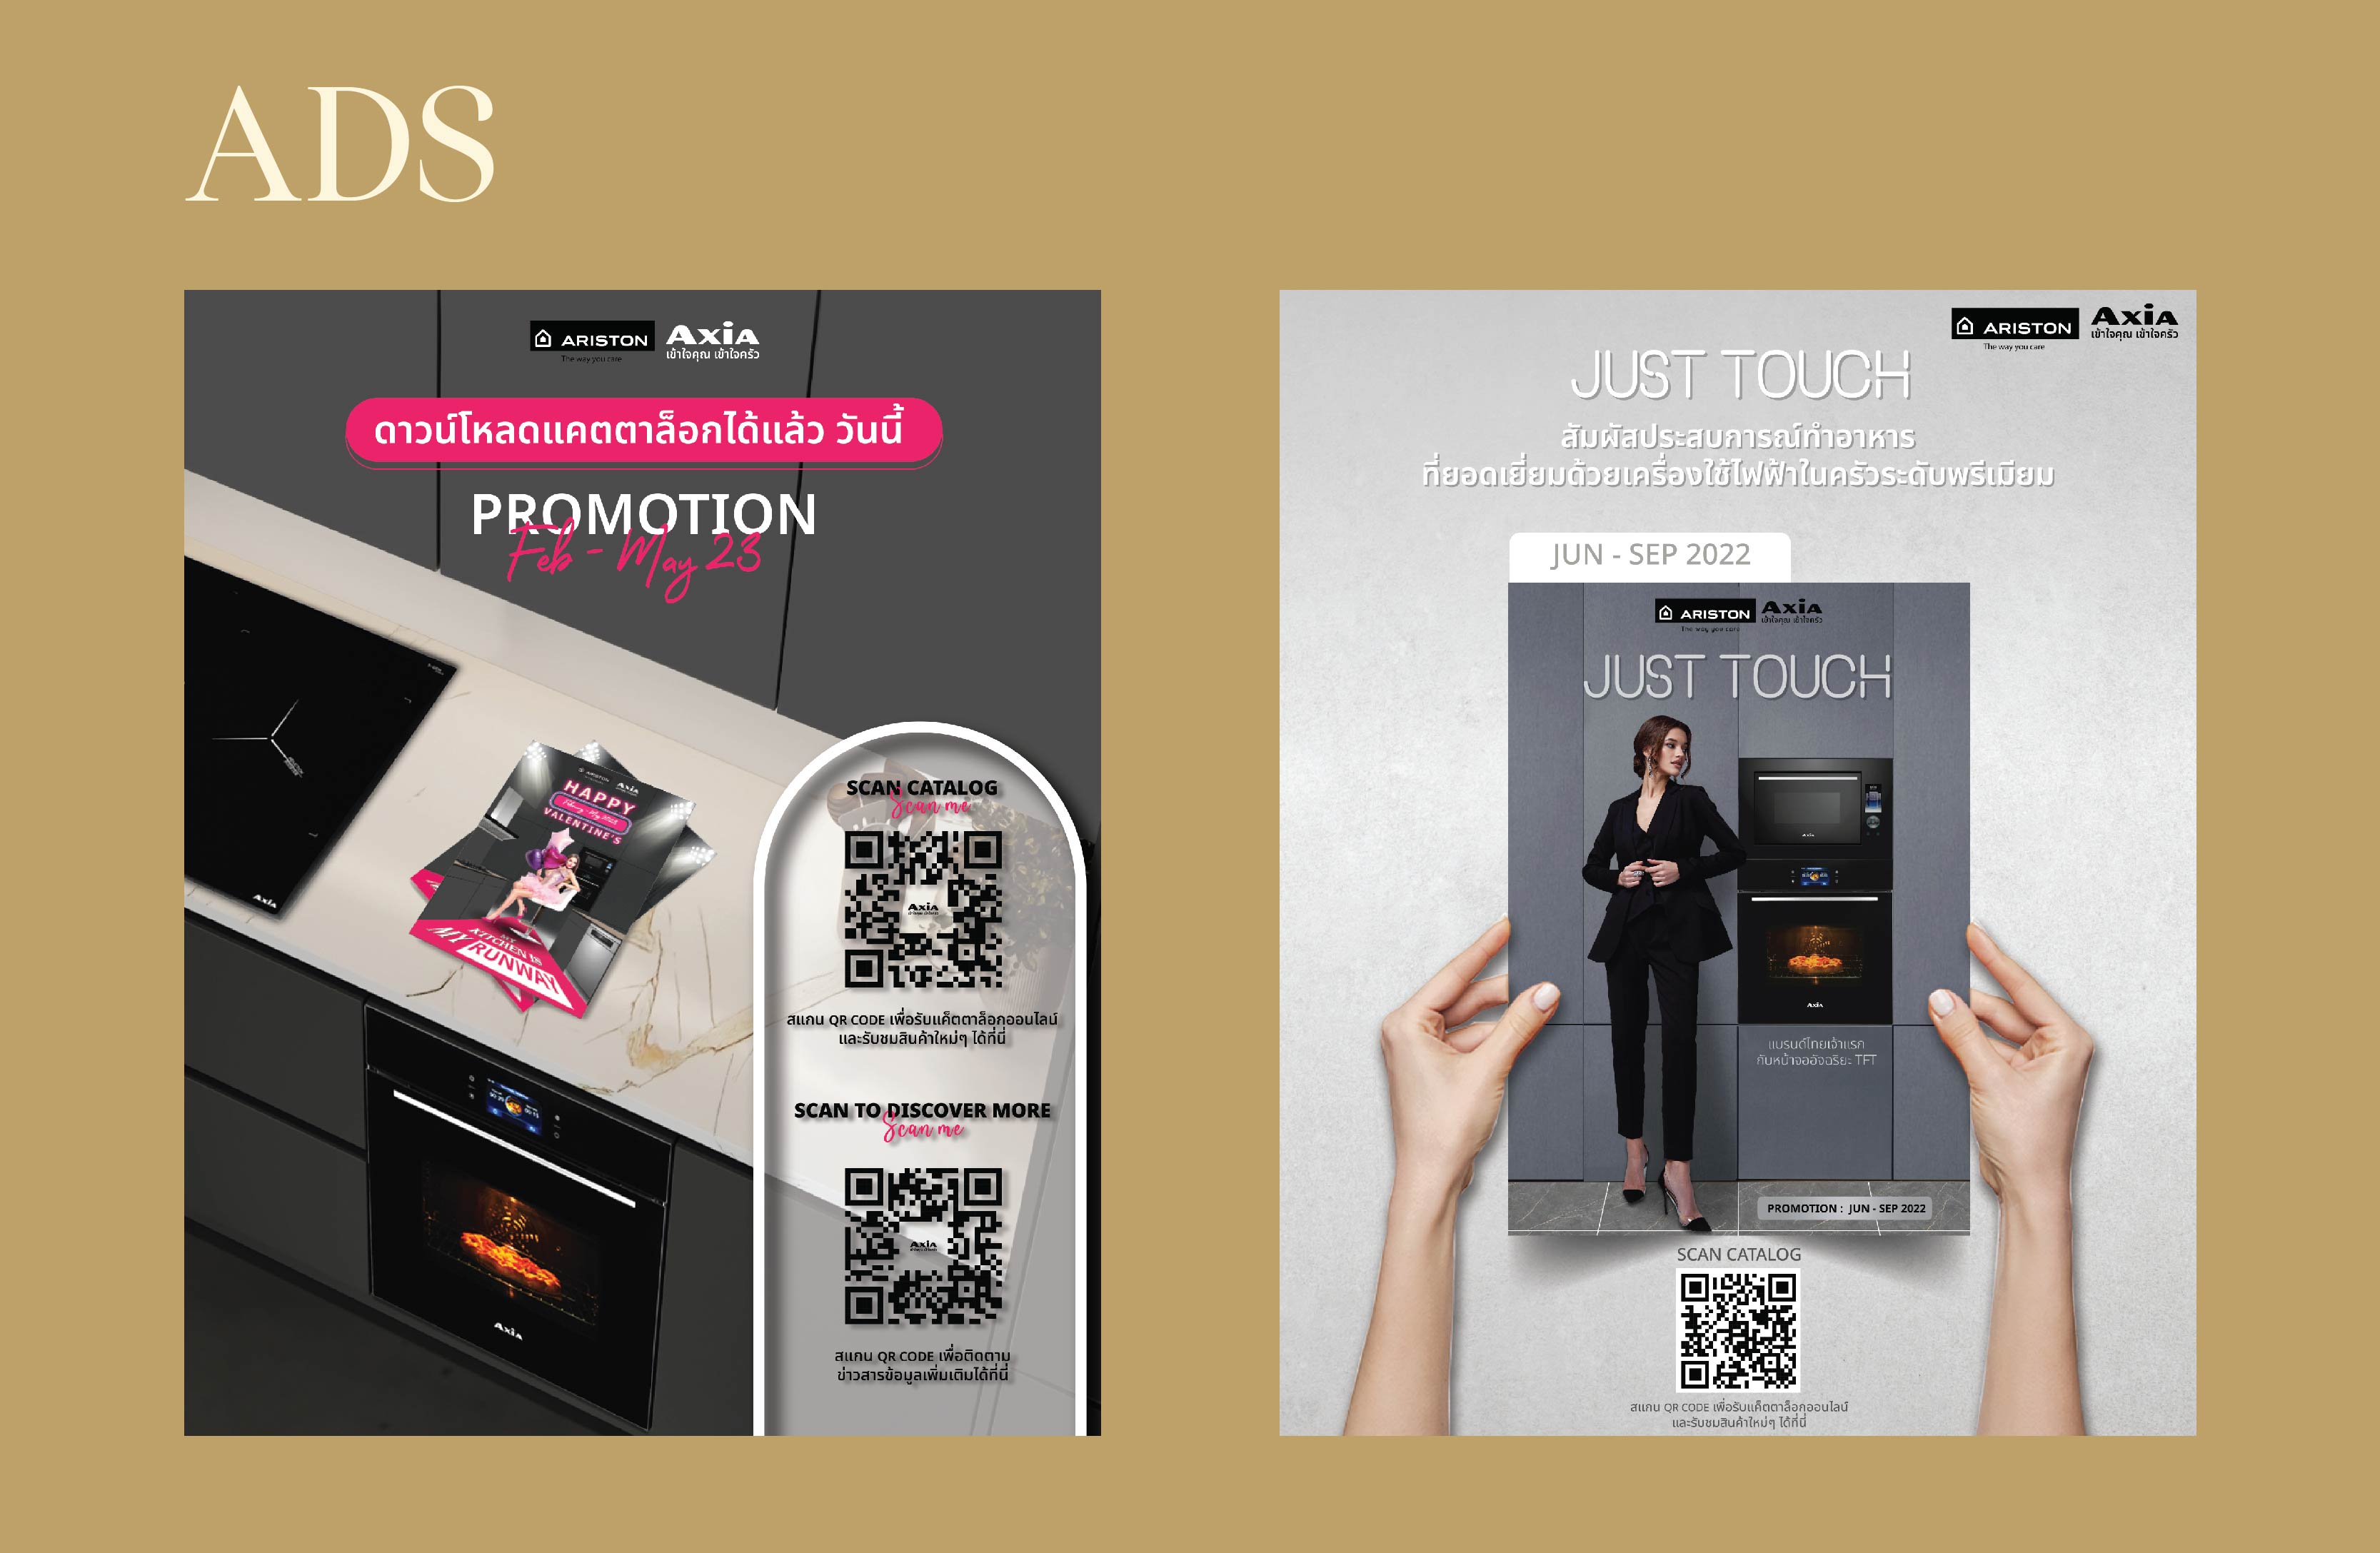 ADS
ARISTON
The way you care
Axia
เข้าใจคุณ เข้าใจครัว
ดาวน์โหลดแคตตาล็อกได้แล้ว วันนี้
PROMOTION
Feb - May 23
ARISTON
Axia
HAPPY
VALENTINE'S
MY
KITCHEN IS
MY RUNWAY
Axia
Axia
SCAN CATALOG
Scan me
Axia
สแกน QR CODE เพื่อรับแค็ตตาล็อกออนไลน์
และรับชมสินค้าใหม่ๆ ได้ที่นี่
SCAN TO DISCOVER MORE
Scan me
Axia
สแกน QR CODE เพื่อติดตาม
ข่าวสารข้อมูลเพิ่มเติมได้ที่นี่
ARISTON
The way you care
Axia
เข้าใจคุณ เข้าใจครัว
JUST TOUCH
สัมผัสประสบการณ์ทำอาหาร
ที่ยอดเยี่ยมด้วยเครื่องใช้ไฟฟ้าในครัวระดับพรีเมียม
JUN - SEP 2022
ARISTON
The way you care
Axia
เข้าใจคุณ เข้าใจครัว
JUST TOUCH
Axia
Axia
แบรนด์ไทยเจ้าแรก
กับหน้าจออัจฉริยะ TFT
PROMOTION : JUN - SEP 2022
SCAN CATALOG
สแกน QR CODE เพื่อรับแค็ตตาล็อกออนไลน์
และรับชมสินค้าใหม่ๆ ได้ที่นี่